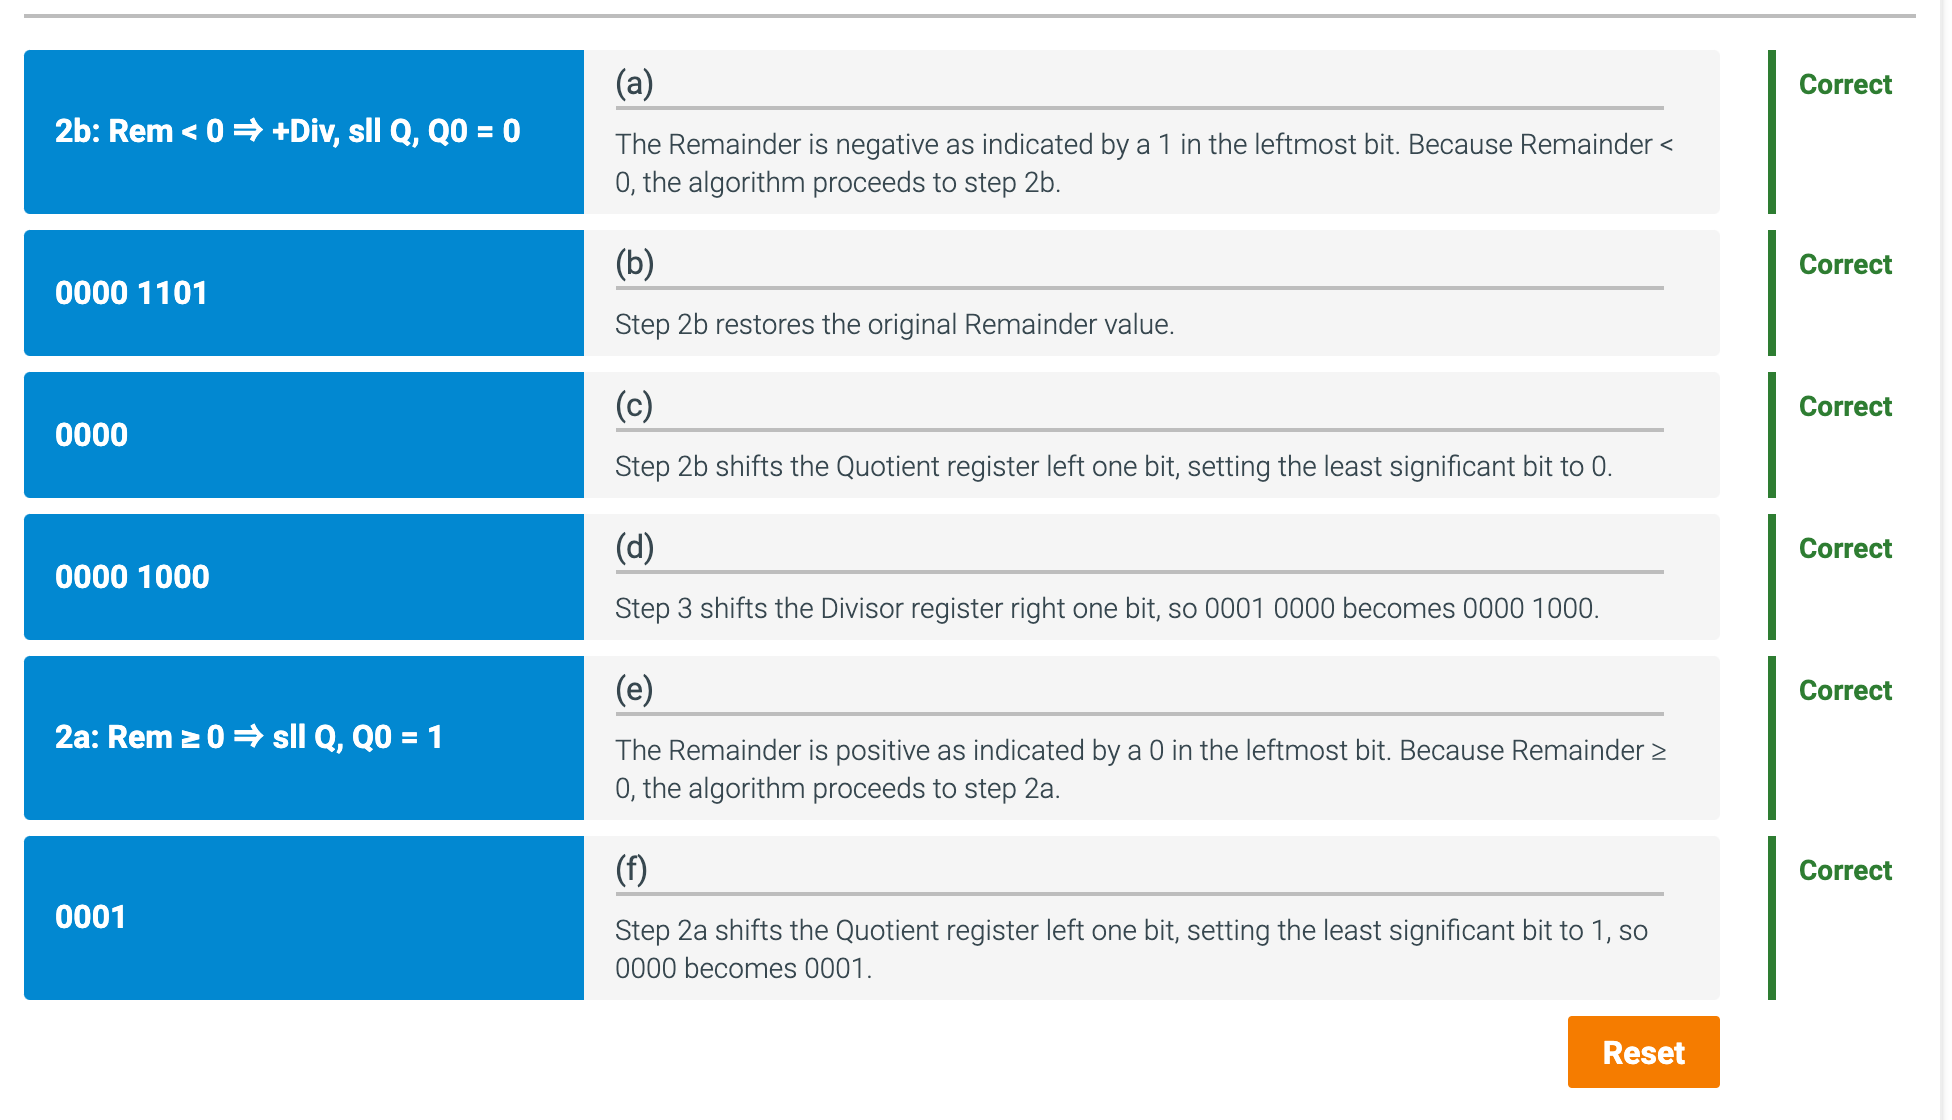 2b: Rem < 0 ⇒ +Div, sll Q, Q0 = 0
(a)
Correct
The Remainder is negative as indicated by a 1 in the leftmost bit. Because Remainder <
0, the algorithm proceeds to step 2b.
0000 1101
(b)
Correct
Step 2b restores the original Remainder value.
0000
(c)
Correct
Step 2b shifts the Quotient register left one bit, setting the least significant bit to 0.
0000 1000
(d)
Correct
Step 3 shifts the Divisor register right one bit, so 0001 0000 becomes 0000 1000.
2a: Rem ≥ 0 ⇒ sll Q, Q0 = 1
(e)
Correct
The Remainder is positive as indicated by a 0 in the leftmost bit. Because Remainder ≥
0, the algorithm proceeds to step 2a.
0001
(f)
Correct
Step 2a shifts the Quotient register left one bit, setting the least significant bit to 1, so
0000 becomes 0001.
Reset